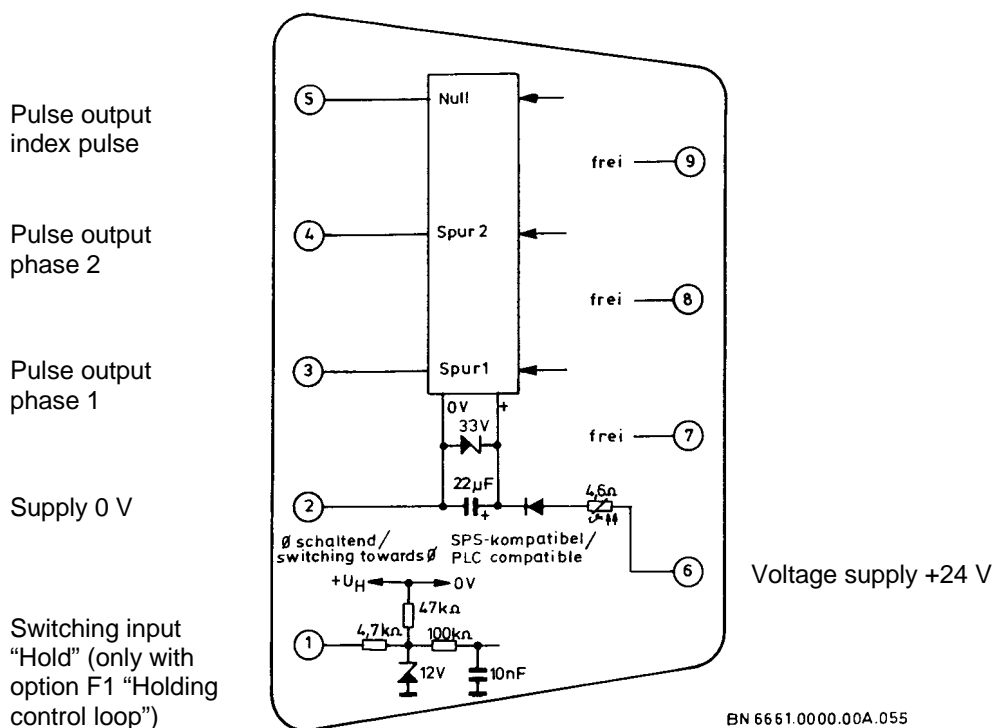 5
Null
Pulse output
index pulse
frei
9
Pulse output
phase 2
4
Spur 2
frei
8
Pulse output
phase 1
3
Spur 1
0V +
33V
frei
7
Supply 0 V
2
22µF
+
4,6Ω
Ø schaltend/
switching towards Ø
SPS-kompatibel/
PLC compatible
6
Voltage supply +24 V
+UH
0V
47kΩ
Switching input
“Hold” (only with
option F1 “Holding
control loop”)
1
4,7kΩ
100kΩ
12V
10nF
BN 6661.0000.00A.055